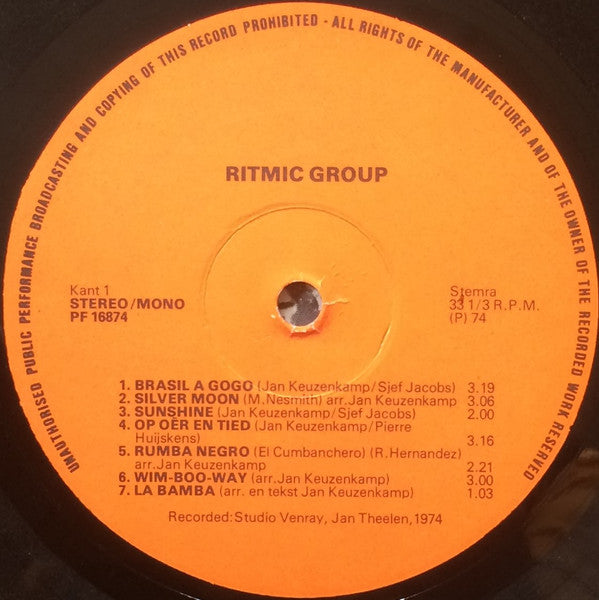 UNAUTHORISED PUBLIC PERFORMANCE BROADCASTING AND COPYING OF THIS RECORD PROHIBITED - ALL RIGHTS OF THE MANUFACTURER AND OF THE OWNER OF THE RECORDED WORK RESERVED
RITMIC GROUP
Kant 1
STEREO/MONO
PF 16874
Stemra
33 1/3 R.P.M.
(P) 74
1. BRASIL A GOGO (Jan Keuzenkamp/Sjef Jacobs) 3.19
2. SILVER MOON (M. Nesmith) arr. Jan Keuzenkamp 3.06
3. SUNSHINE (Jan Keuzenkamp/Sjef Jacobs) 2.00
4. OP OÈR EN TIED (Jan Keuzenkamp/Pierre
Huijskens) 3.16
5. RUMBA NEGRO (El Cumbanchero) (R. Hernandez)
arr. Jan Keuzenkamp 2.21
6. WIM-BOO-WAY (arr. Jan Keuzenkamp) 3.00
7. LA BAMBA (arr. en tekst Jan Keuzenkamp) 1.03
Recorded: Studio Venray, Jan Theelen, 1974